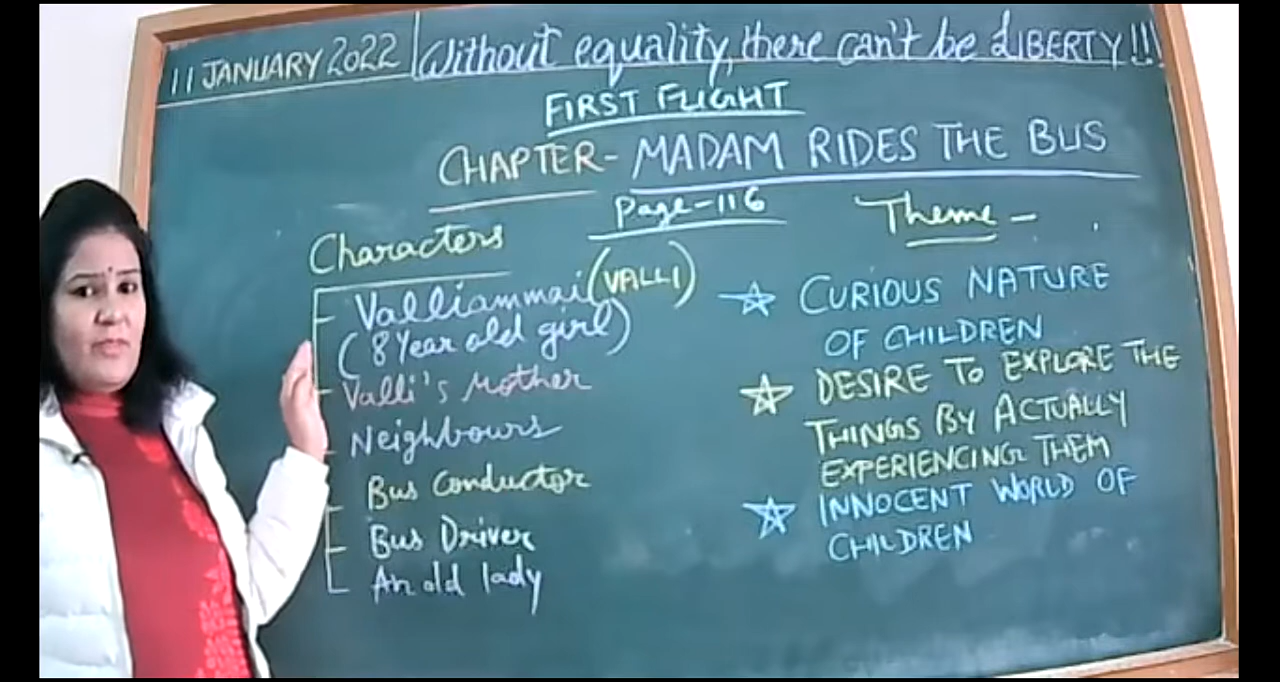 11 JANUARY 2022 | Without equality, there can't be LIBERTY!!!
FIRST FLIGHT
CHAPTER- MADAM RIDES THE BUS
Page-116
Characters
Valliammai (VALLI)
(8 Year old girl)
Valli's Mother
Neighbours
Bus Conductor
Bus Driver
An old lady
Theme -
☆ CURIOUS NATURE
OF CHILDREN
☆ DESIRE TO EXPLORE THE
THINGS BY ACTUALLY
EXPERIENCING THEM
☆ INNOCENT WORLD OF
CHILDREN